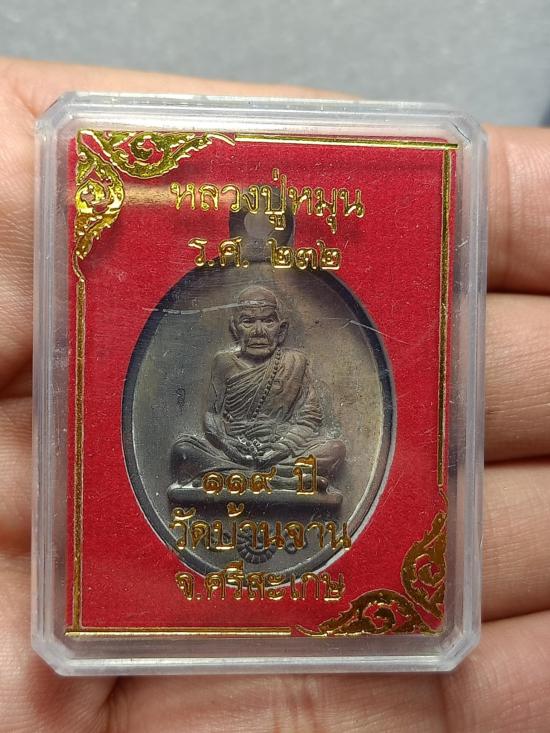 หลวงปู่หมุน
ร.ศ. ๒๓๒
๑๑๙ ปี
วัดบ้านจาน
จ.ศรีสะเกษ